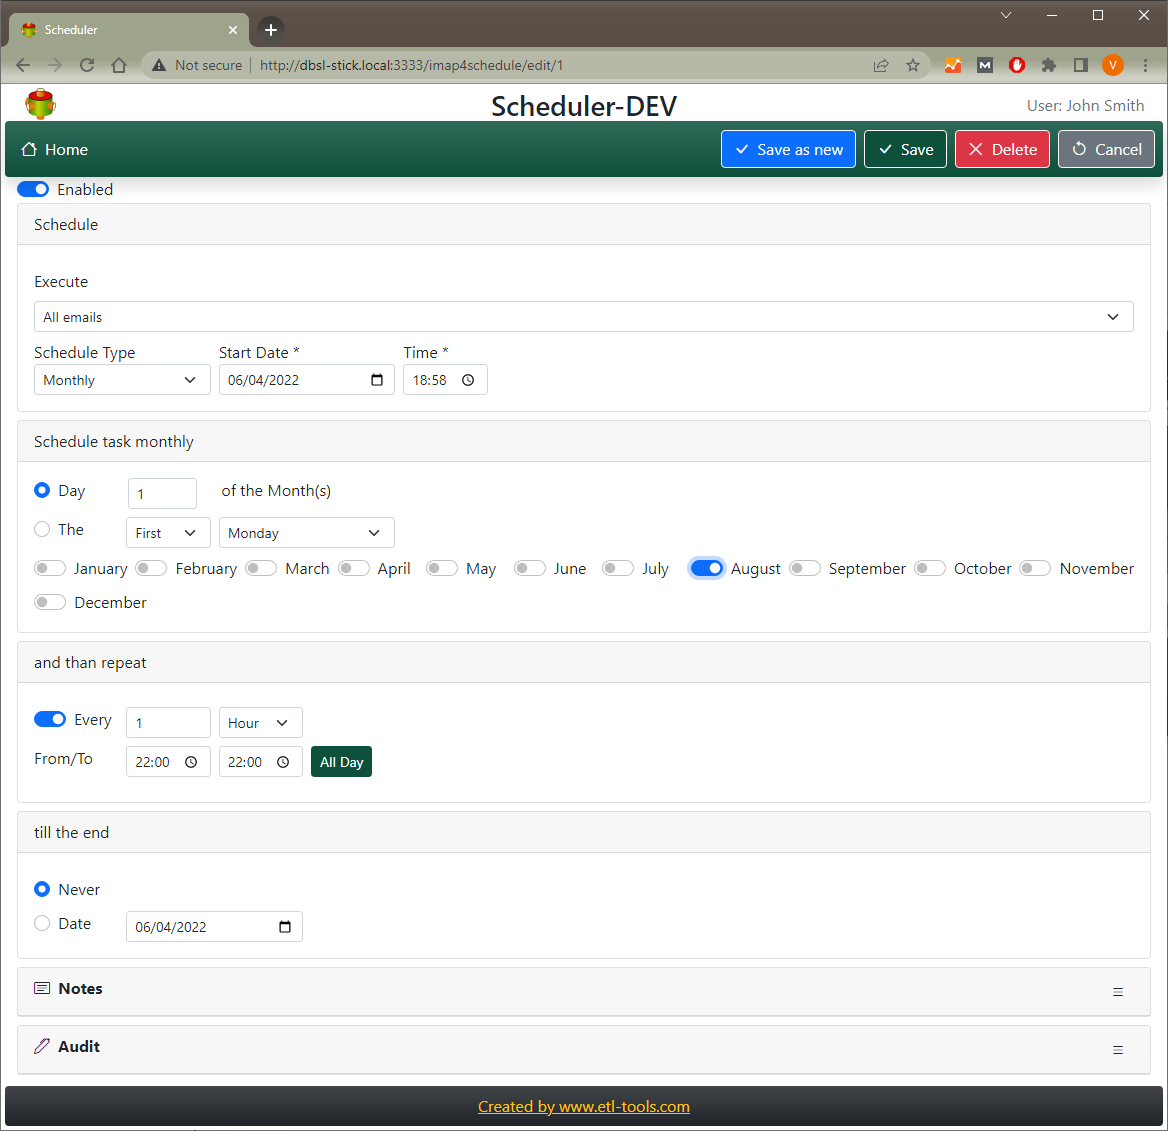 Scheduler
Not secure http://dbsl-stick.local:3333/imap4schedule/edit/1
M V
Scheduler-DEV User: John Smith
Home Save as new Save Delete Cancel
Enabled
Schedule
Execute
All emails
Schedule Type Start Date * Time *
Monthly 06/04/2022 18:58
Schedule task monthly
Day 1 of the Month(s)
The First Monday
January February March April May June July August September October November
December
and than repeat
Every 1 Hour
From/To 22:00 22:00 All Day
till the end
Never
Date 06/04/2022
Notes
Audit
Created by www.etl-tools.com